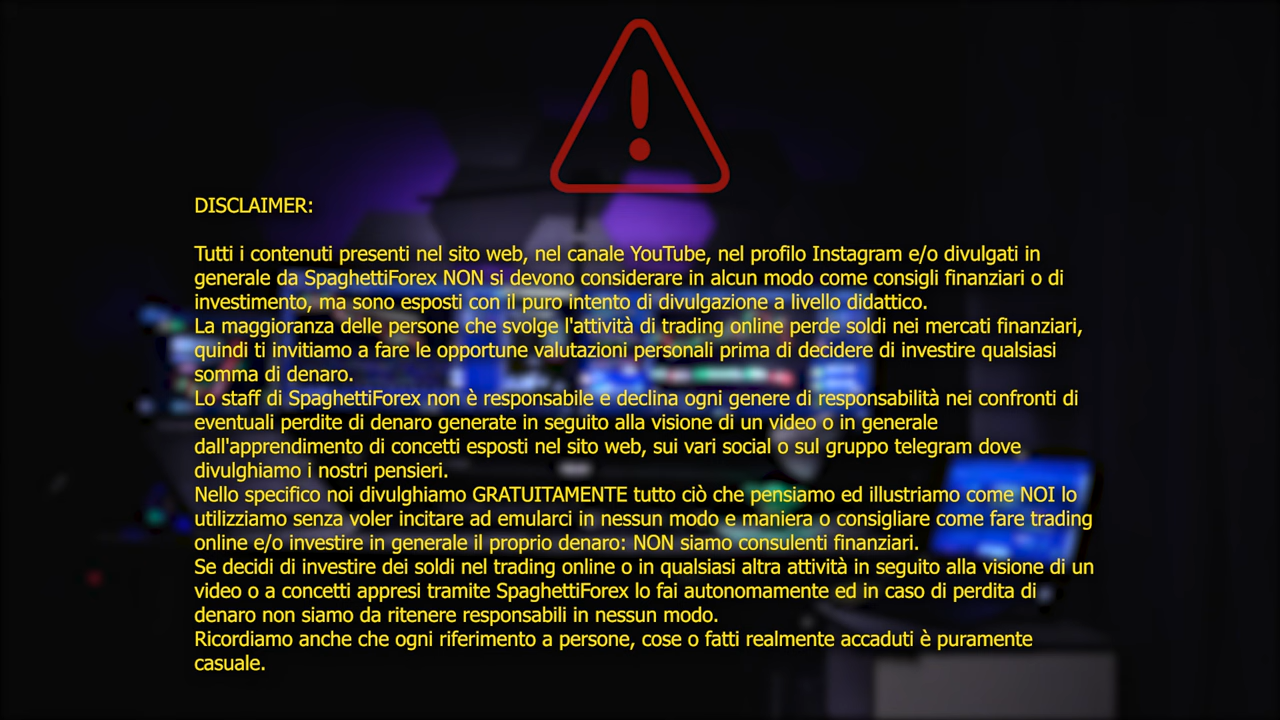 DISCLAIMER:
Tutti i contenuti presenti nel sito web, nel canale YouTube, nel profilo Instagram e/o divulgati in
generale da SpaghettiForex NON si devono considerare in alcun modo come consigli finanziari o di
investimento, ma sono esposti con il puro intento di divulgazione a livello didattico.
La maggioranza delle persone che svolge l'attività di trading online perde soldi nei mercati finanziari,
quindi ti invitiamo a fare le opportune valutazioni personali prima di decidere di investire qualsiasi
somma di denaro.
Lo staff di SpaghettiForex non è responsabile e declina ogni genere di responsabilità nei confronti di
eventuali perdite di denaro generate in seguito alla visione di un video o in generale
dall'apprendimento di concetti esposti nel sito web, sui vari social o sul gruppo telegram dove
divulghiamo i nostri pensieri.
Nello specifico noi divulghiamo GRATUITAMENTE tutto ciò che pensiamo ed illustriamo come NOI lo
utilizziamo senza voler incitare ad emularci in nessun modo e maniera o consigliare come fare trading
online e/o investire in generale il proprio denaro: NON siamo consulenti finanziari.
Se decidi di investire dei soldi nel trading online o in qualsiasi altra attività in seguito alla visione di un
video o a concetti appresi tramite SpaghettiForex lo fai autonomamente ed in caso di perdita di
denaro non siamo da ritenere responsabili in nessun modo.
Ricordiamo anche che ogni riferimento a persone, cose o fatti realmente accaduti è puramente
casuale.